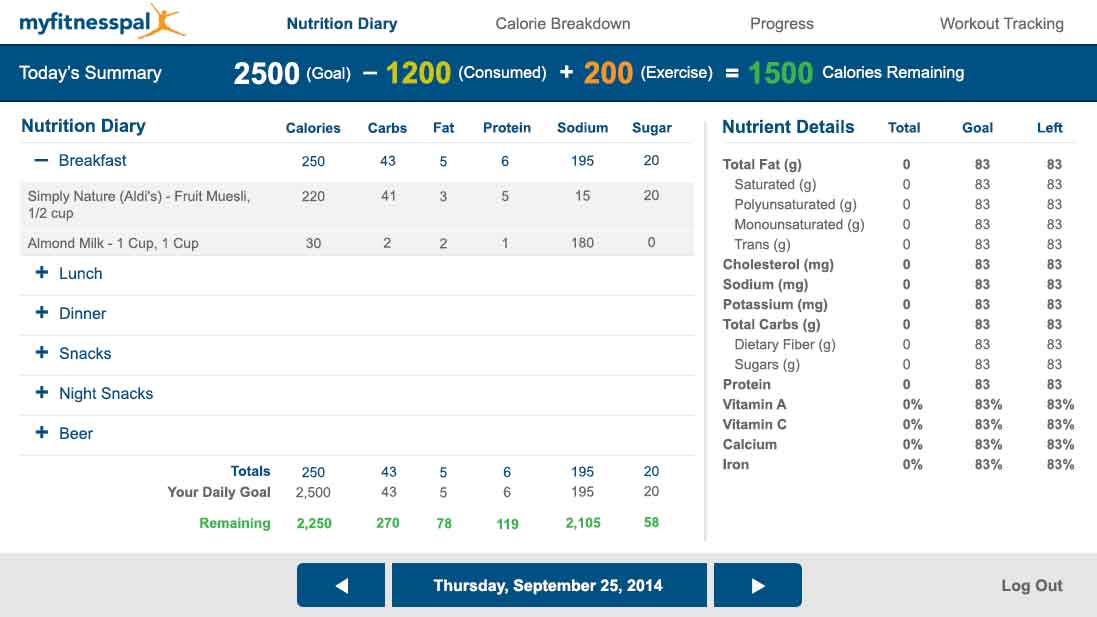 myfitnesspal Nutrition Diary Calorie Breakdown Progress Workout Tracking
Today's Summary 2500 (Goal) – 1200 (Consumed) + 200 (Exercise) = 1500 Calories Remaining
Nutrition Diary Calories Carbs Fat Protein Sodium Sugar
– Breakfast 250 43 5 6 195 20
Simply Nature (Aldi's) - Fruit Muesli, 220 41 3 5 15 20
1/2 cup
Almond Milk - 1 Cup, 1 Cup 30 2 2 1 180 0
+ Lunch
+ Dinner
+ Snacks
+ Night Snacks
+ Beer
Totals 250 43 5 6 195 20
Your Daily Goal 2,500 43 5 6 195 20
Remaining 2,250 270 78 119 2,105 58
Nutrient Details Total Goal Left
Total Fat (g) 0 83 83
Saturated (g) 0 83 83
Polyunsaturated (g) 0 83 83
Monounsaturated (g) 0 83 83
Trans (g) 0 83 83
Cholesterol (mg) 0 83 83
Sodium (mg) 0 83 83
Potassium (mg) 0 83 83
Total Carbs (g) 0 83 83
Dietary Fiber (g) 0 83 83
Sugars (g) 0 83 83
Protein 0 83 83
Vitamin A 0% 83% 83%
Vitamin C 0% 83% 83%
Calcium 0% 83% 83%
Iron 0% 83% 83%
Thursday, September 25, 2014
Log Out